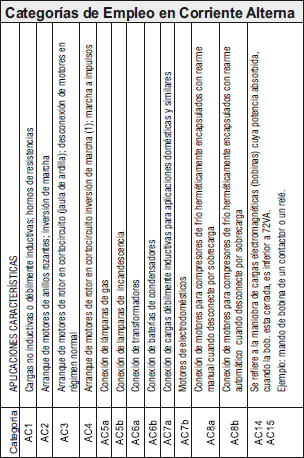 Categorías de Empleo en Corriente Alterna
Categoria APLICACIONES CARACTERÍSTICAS
AC1 Cargas no inductivas o débilmente inductivas; hornos de resistencias
AC2 Arranque de motores de anillos rozantes; inversión de marcha
AC3 Arranque de motores de rotor en cortocircuito (jaula de ardilla); desconexión de motores en
régimen normal
AC4 Arranque de motores de rotor en cortocircuito inversión de marcha (1); marcha a impulsos
AC5a Conexión de lámparas de gas
AC5b Conexión de lamparas de incandescencia
AC6a Conexión de transformadores
AC6b Conexión de baterías de condensadores
AC7a Conexión de cargas débilmente inductivas para aplicaciones domésticas y similares
AC7b Motores de electrodomésticos
AC8a Conexión de motores para compresores de frio herméticamente encapsulados con rearme
manual cuando desconecte por sobrecarga
AC8b Conexión de motores para compresores de frio herméticamente encapsulados con rearme
automático cuando desconecte por sobrecarga
AC14 Se refiere a la maniobra de cargas electromagnéticas (bobinas) cuya potencia absorbida,
AC15 cuando la bob. esta cerrada, es inferior a 72VA.
Ejemplo: mando de bobinas de un contactor o un relé.